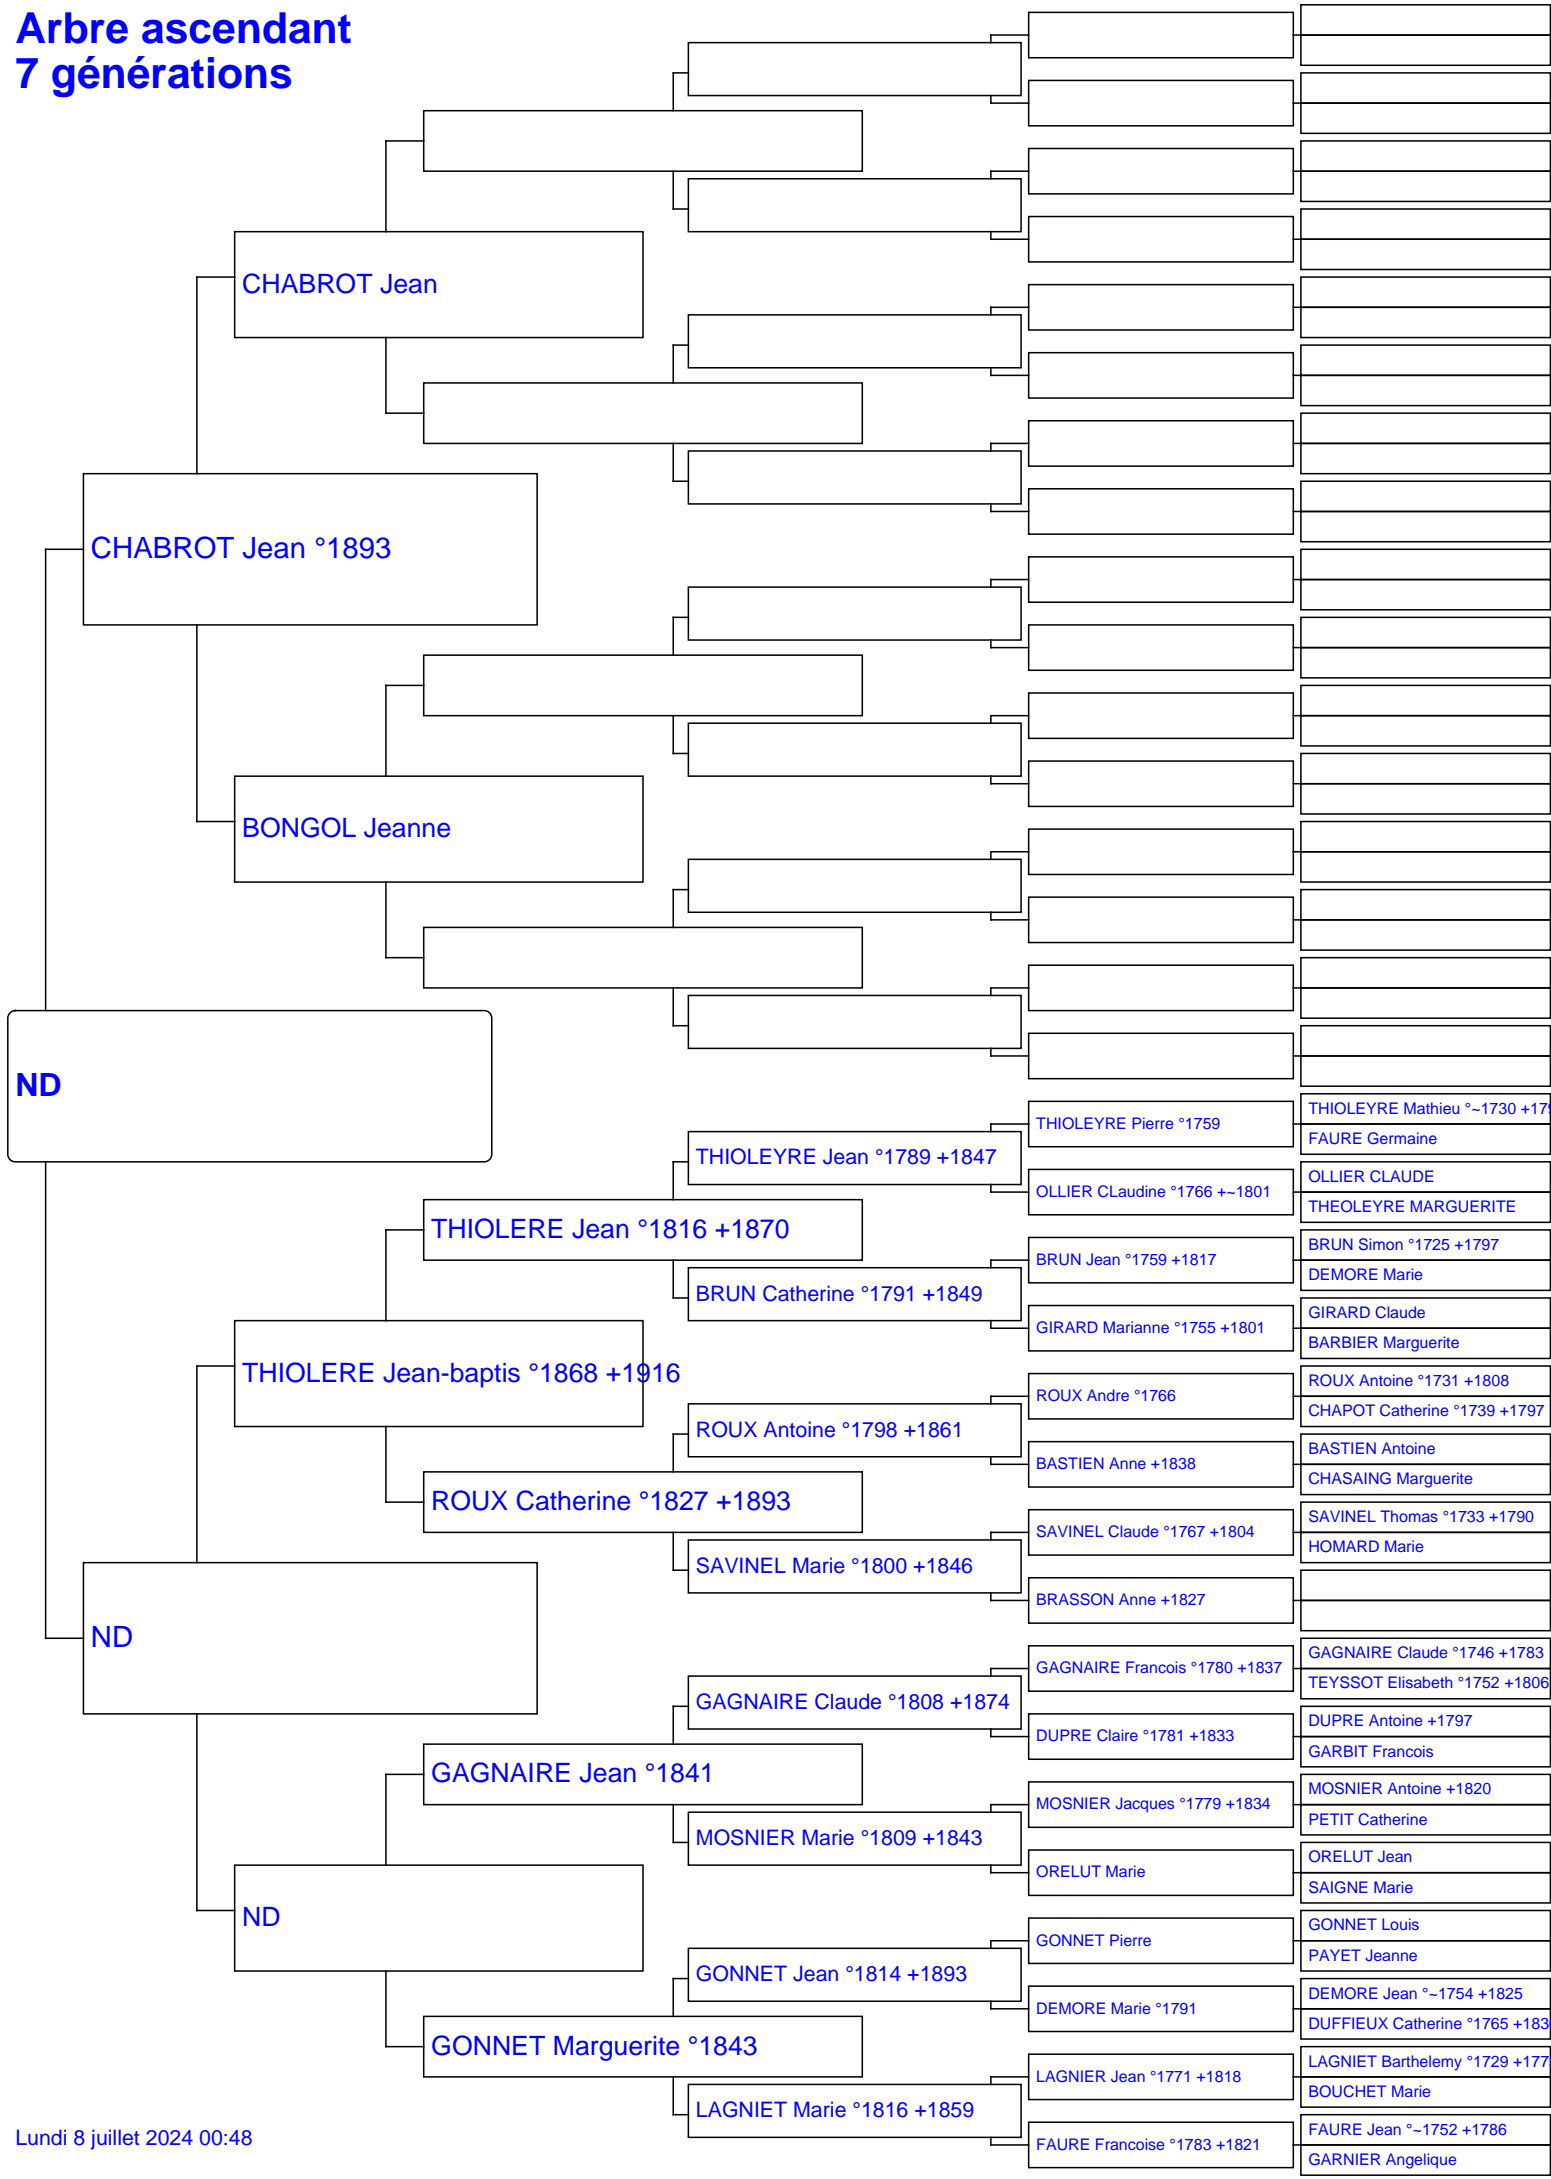 Arbre ascendant
7 générations
CHABROT Jean
CHABROT Jean °1893
BONGOL Jeanne
ND
THIOLEYRE Mathieu °~1730 +179
THIOLEYRE Pierre °1759
FAURE Germaine
THIOLEYRE Jean °1789 +1847
OLLIER CLAUDE
OLLIER CLaudine °1766 +~1801
THEOLEYRE MARGUERITE
THIOLERE Jean °1816 +1870
BRUN Simon °1725 +1797
BRUN Jean °1759 +1817
DEMORE Marie
BRUN Catherine °1791 +1849
GIRARD Claude
GIRARD Marianne °1755 +1801
BARBIER Marguerite
THIOLERE Jean-baptis °1868 +1916
ROUX Antoine °1731 +1808
ROUX Andre °1766
CHAPOT Catherine °1739 +1797
ROUX Antoine °1798 +1861
BASTIEN Antoine
BASTIEN Anne +1838
CHASAING Marguerite
ROUX Catherine °1827 +1893
SAVINEL Thomas °1733 +1790
SAVINEL Claude °1767 +1804
HOMARD Marie
SAVINEL Marie °1800 +1846
BRASSON Anne +1827
ND
GAGNAIRE Claude °1746 +1783
GAGNAIRE Francois °1780 +1837
TEYSSOT Elisabeth °1752 +1806
GAGNAIRE Claude °1808 +1874
DUPRE Antoine +1797
DUPRE Claire °1781 +1833
GARBIT Francois
GAGNAIRE Jean °1841
MOSNIER Antoine +1820
MOSNIER Jacques °1779 +1834
PETIT Catherine
MOSNIER Marie °1809 +1843
ORELUT Jean
ORELUT Marie
SAIGNE Marie
ND
GONNET Louis
GONNET Pierre
PAYET Jeanne
GONNET Jean °1814 +1893
DEMORE Jean °~1754 +1825
DEMORE Marie °1791
DUFFIEUX Catherine °1765 +183
GONNET Marguerite °1843
LAGNIET Barthelemy °1729 +177
LAGNIER Jean °1771 +1818
BOUCHET Marie
LAGNIET Marie °1816 +1859
FAURE Jean °~1752 +1786
FAURE Francoise °1783 +1821
GARNIER Angelique
Lundi 8 juillet 2024 00:48